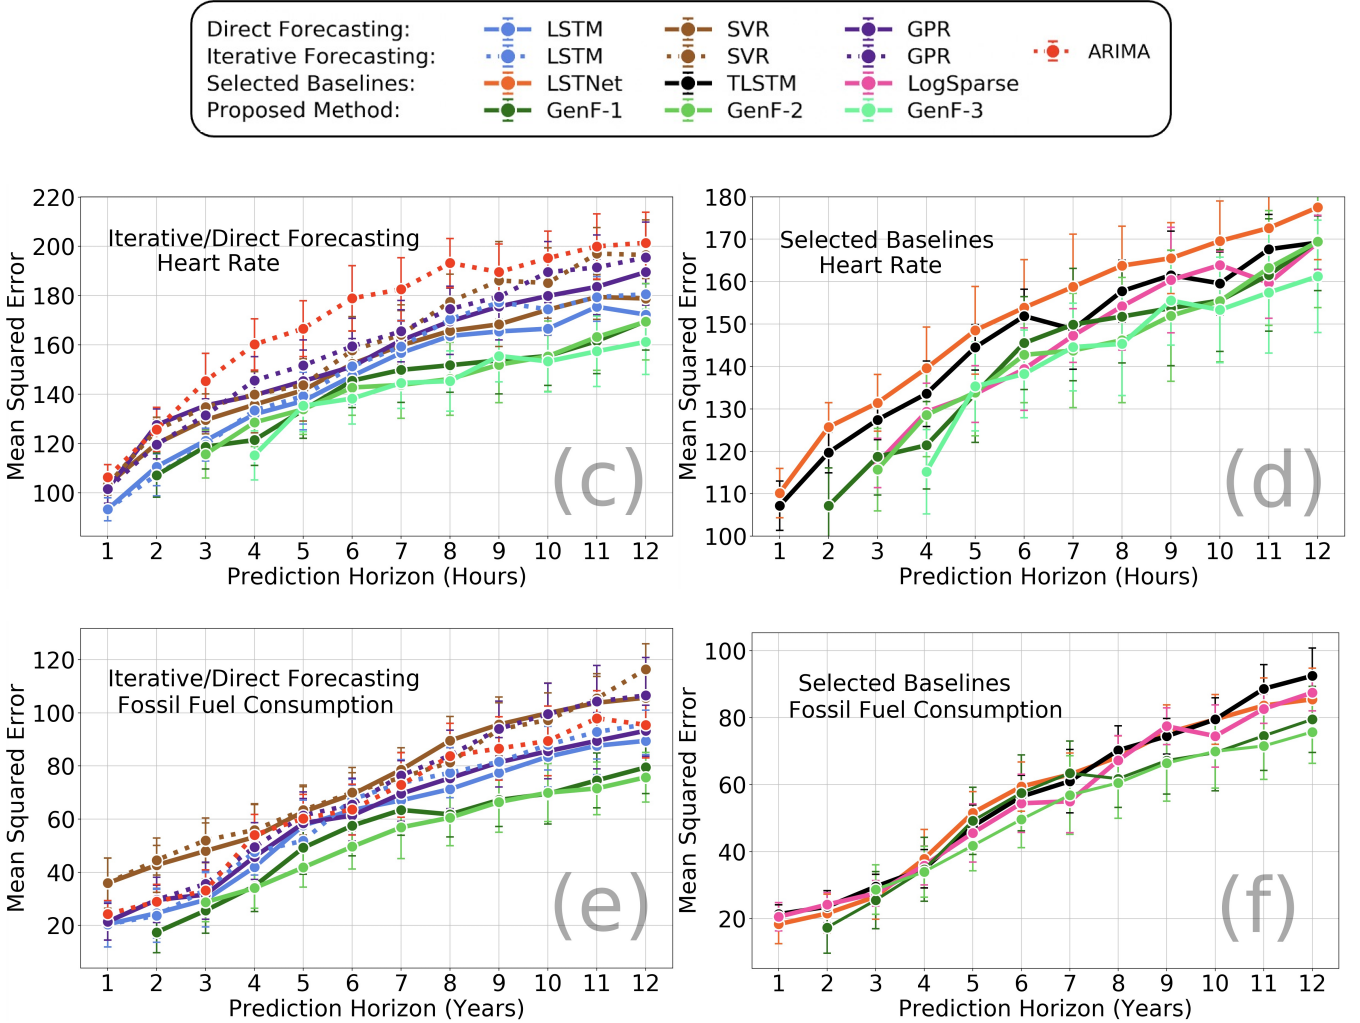 Direct Forecasting: LSTM SVR GPR
Iterative Forecasting: LSTM SVR GPR ARIMA
Selected Baselines: LSTNet TLSTM LogSparse
Proposed Method: GenF-1 GenF-2 GenF-3
220
200
180
160
140
120
100
Mean Squared Error
Iterative/Direct Forecasting
Heart Rate
(c)
1 2 3 4 5 6 7 8 9 10 11 12
Prediction Horizon (Hours)
180
170
160
150
140
130
120
110
100
Mean Squared Error
Selected Baselines
Heart Rate
(d)
1 2 3 4 5 6 7 8 9 10 11 12
Prediction Horizon (Hours)
120
100
80
60
40
20
Mean Squared Error
Iterative/Direct Forecasting
Fossil Fuel Consumption
(e)
1 2 3 4 5 6 7 8 9 10 11 12
Prediction Horizon (Years)
100
80
60
40
20
Mean Squared Error
Selected Baselines
Fossil Fuel Consumption
(f)
1 2 3 4 5 6 7 8 9 10 11 12
Prediction Horizon (Years)